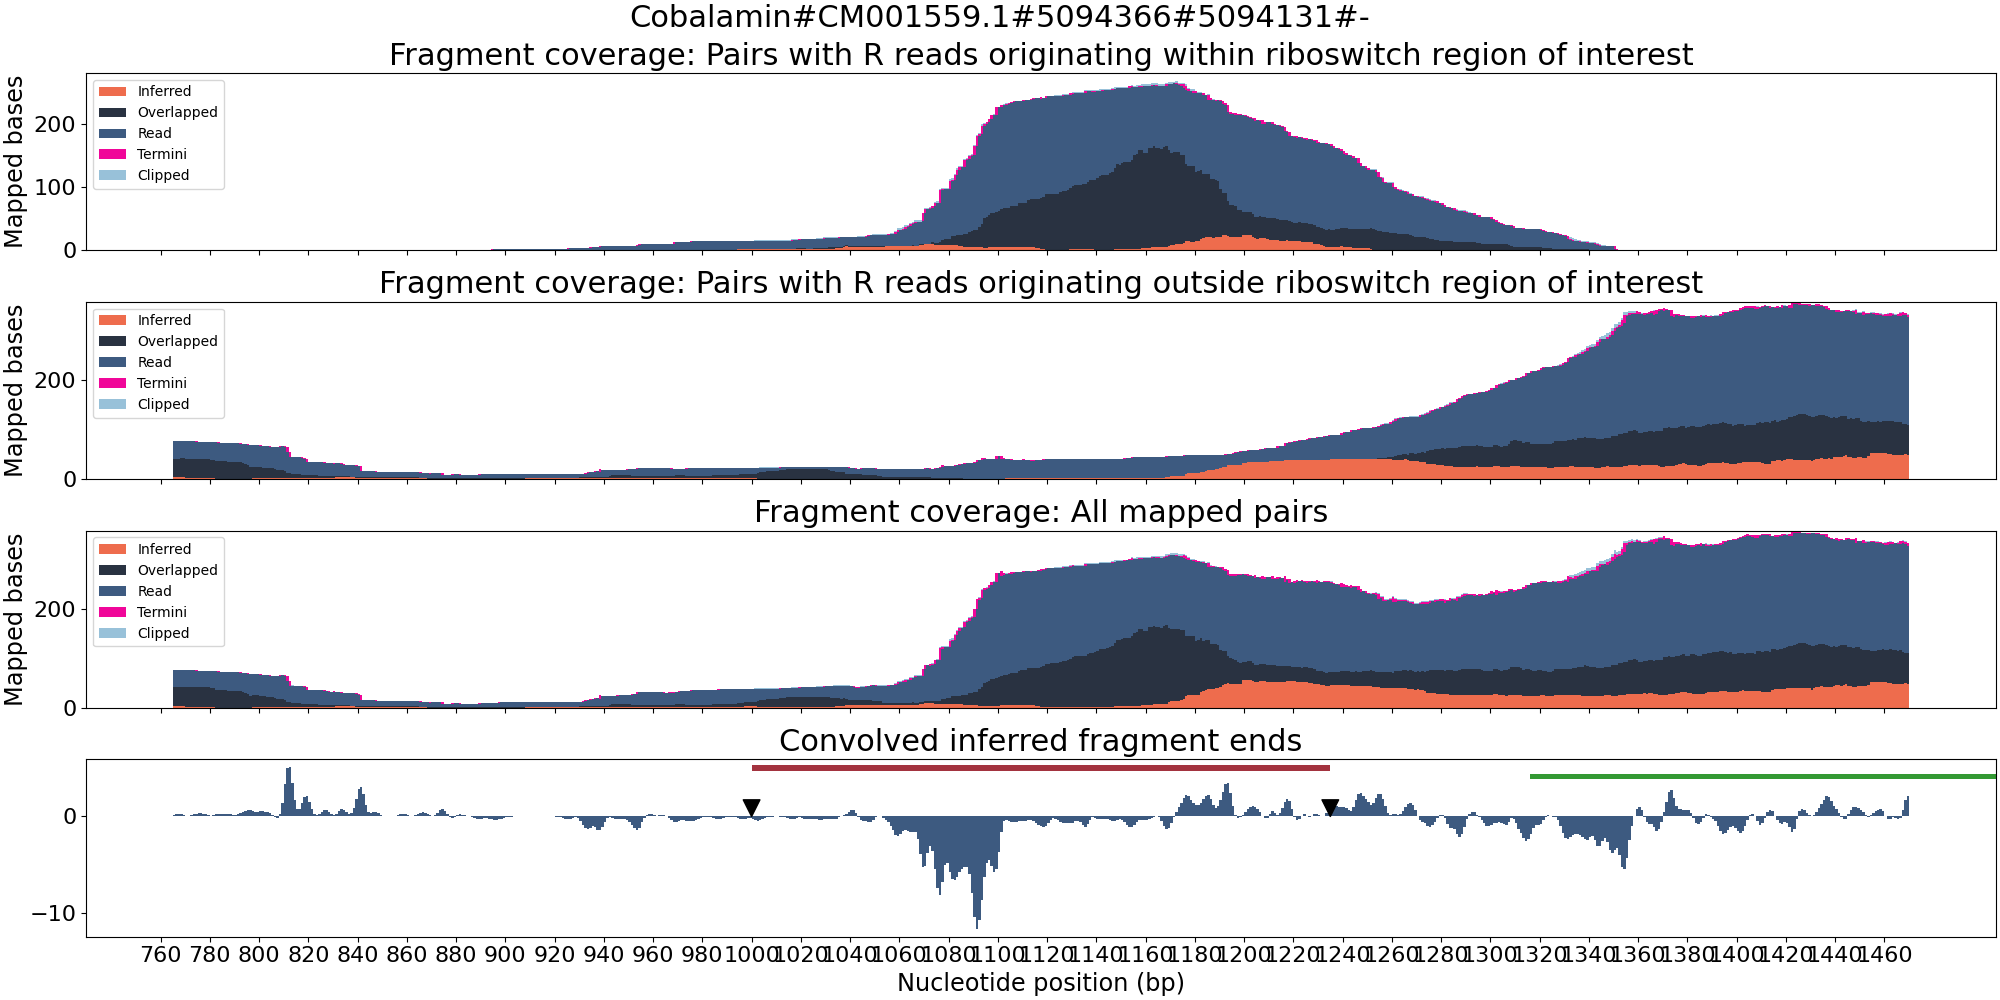 Cobalamin#CM001559.1#5094366#5094131#-
Fragment coverage: Pairs with R reads originating within riboswitch region of interest
Mapped bases
200
100
0
Inferred
Overlapped
Read
Termini
Clipped
Fragment coverage: Pairs with R reads originating outside riboswitch region of interest
Mapped bases
200
0
Inferred
Overlapped
Read
Termini
Clipped
Fragment coverage: All mapped pairs
Mapped bases
200
0
Inferred
Overlapped
Read
Termini
Clipped
Convolved inferred fragment ends
0
−10
760 780 800 820 840 860 880 900 920 940 960 980 1000 1020 1040 1060 1080 1100 1120 1140 1160 1180 1200 1220 1240 1260 1280 1300 1320 1340 1360 1380 1400 1420 1440 1460
Nucleotide position (bp)